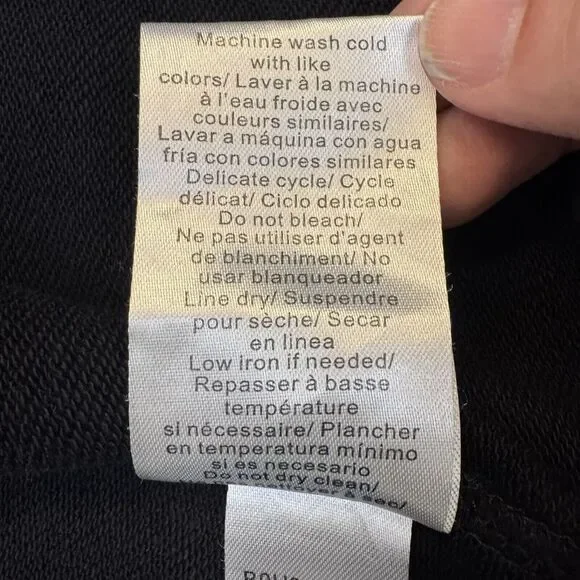 Machine wash cold
with like
colors/ Laver à la machine
à l'eau froide avec
couleurs similaires/
Lavar a máquina con agua
fría con colores similares
Delicate cycle/ Cycle
délicat/ Ciclo delicado
Do not bleach/
Ne pas utiliser d'agent
de blanchiment/ No
usar blanqueador
Line dry/ Suspendre
pour sèche/ Secar
en linea
Low iron if needed/
Repasser à basse
température
si nécessaire/ Plancher
en temperatura mínimo
si es necesario
Do not dry clean/
nettoyer à sec/